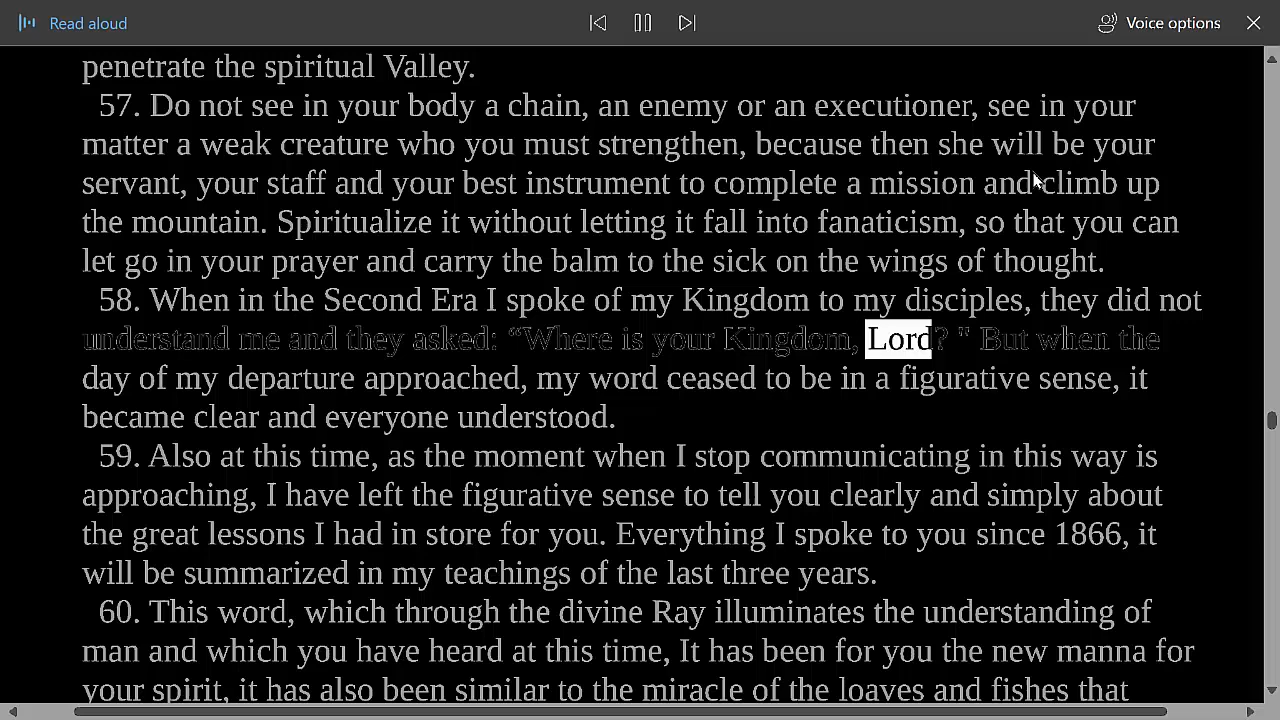 Read aloud
Voice options
penetrate the spiritual Valley.
57. Do not see in your body a chain, an enemy or an executioner, see in your
matter a weak creature who you must strengthen, because then she will be your
servant, your staff and your best instrument to complete a mission and climb up
the mountain. Spiritualize it without letting it fall into fanaticism, so that you can
let go in your prayer and carry the balm to the sick on the wings of thought.
58. When in the Second Era I spoke of my Kingdom to my disciples, they did not
understand me and they asked: “Where is your Kingdom, Lord? " But when the
day of my departure approached, my word ceased to be in a figurative sense, it
became clear and everyone understood.
59. Also at this time, as the moment when I stop communicating in this way is
approaching, I have left the figurative sense to tell you clearly and simply about
the great lessons I had in store for you. Everything I spoke to you since 1866, it
will be summarized in my teachings of the last three years.
60. This word, which through the divine Ray illuminates the understanding of
man and which you have heard at this time, It has been for you the new manna for
your spirit, it has also been similar to the miracle of the loaves and fishes that